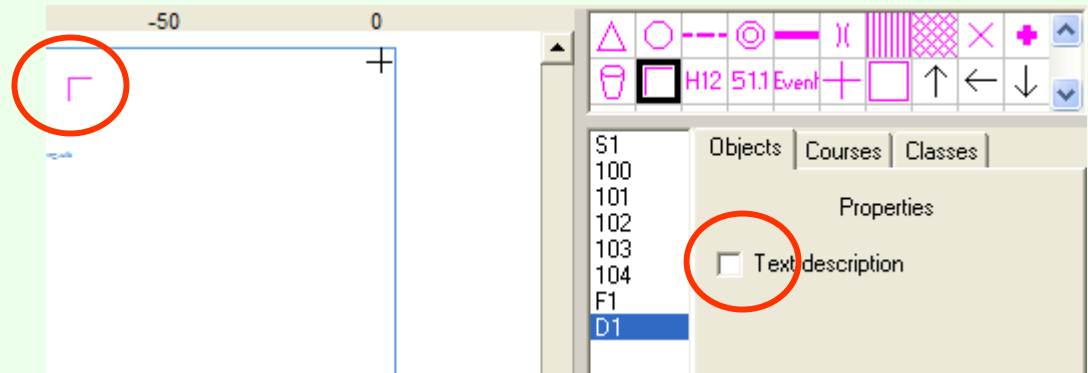 -50 0
H12 51.1 Event
S1
100
101
102
103
104
F1
D1
Objects Courses Classes
Properties
Text description